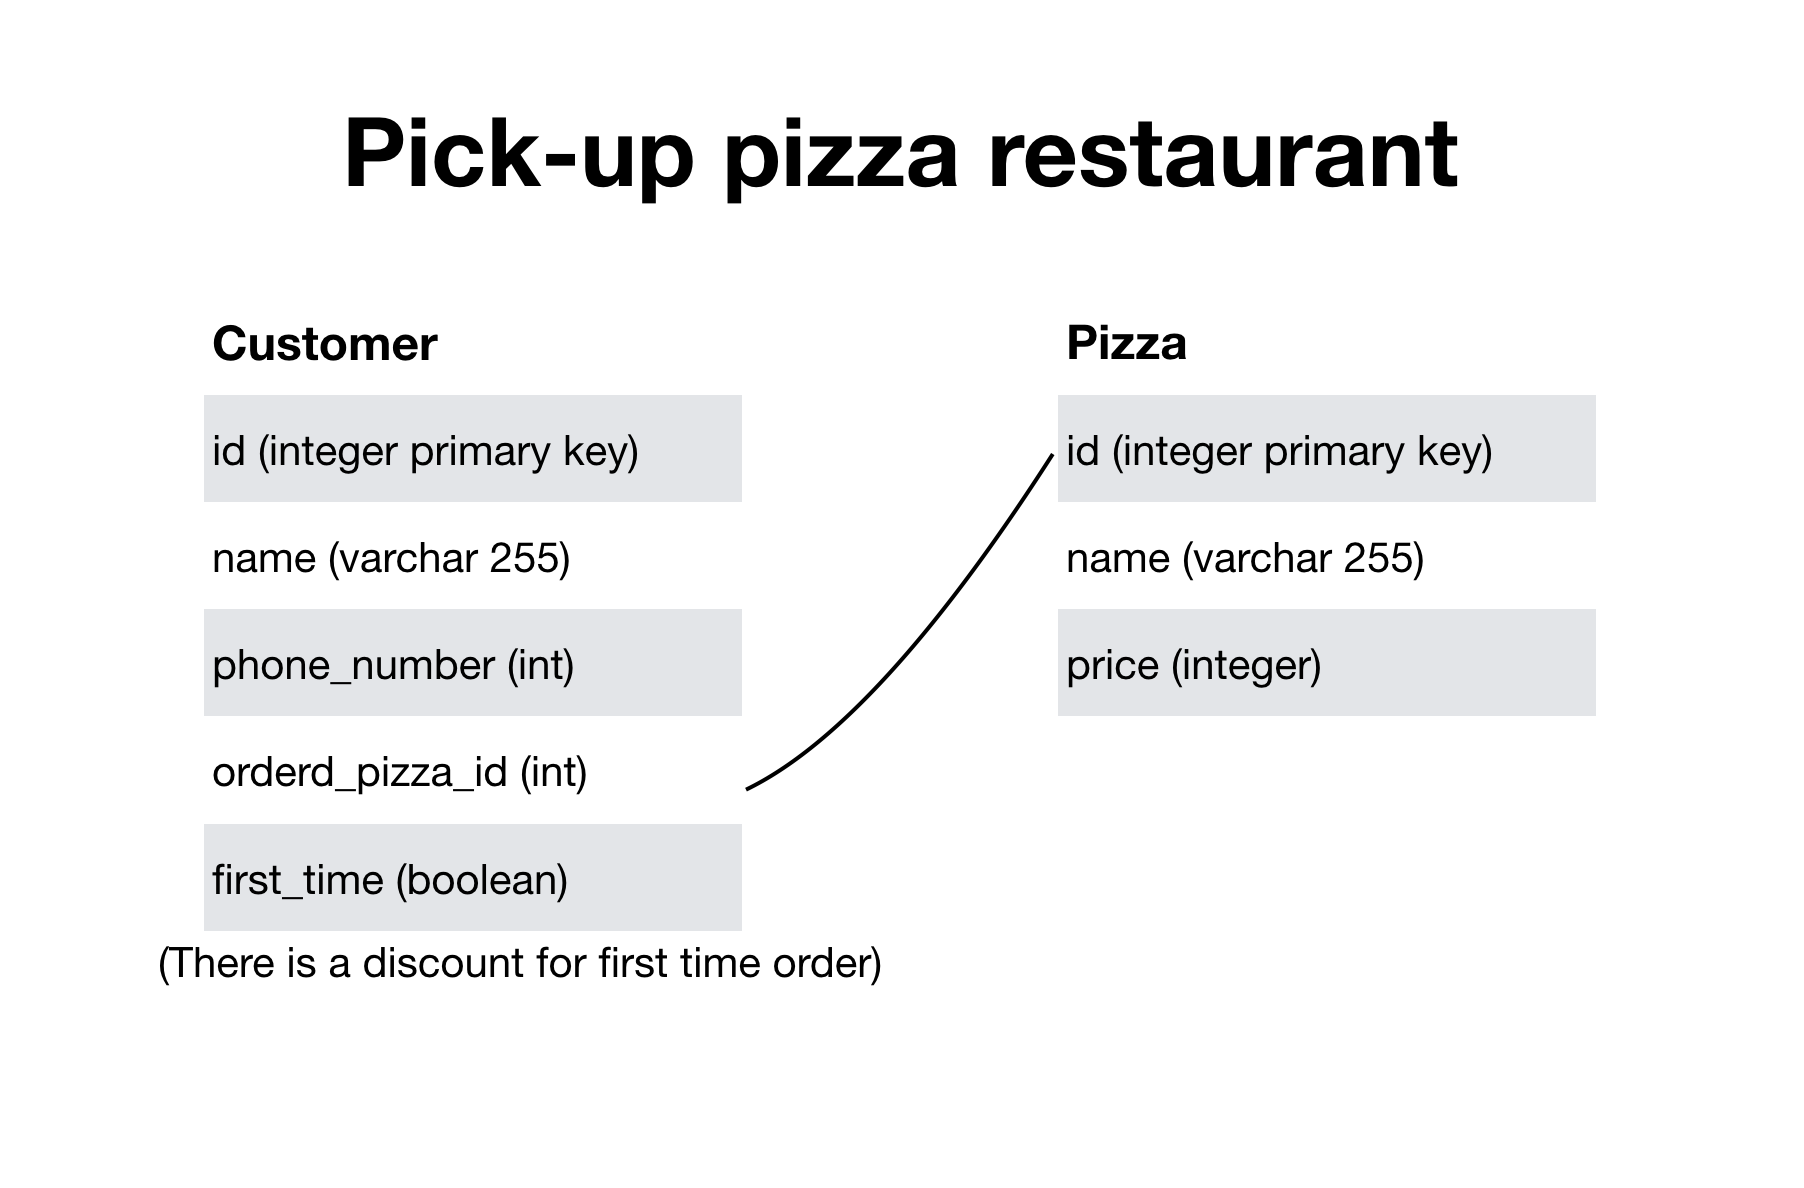 Pick-up pizza restaurant
Customer
id (integer primary key)
name (varchar 255)
phone_number (int)
orderd_pizza_id (int)
first_time (boolean)
(There is a discount for first time order)
Pizza
id (integer primary key)
name (varchar 255)
price (integer)